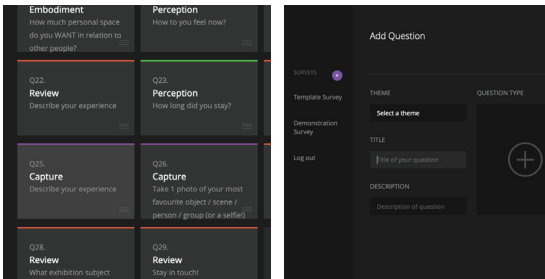 Embodiment
How much personal space
do you WANT in relation to
other people?
Perception
How to you feel now?
Q22.
Review
Describe your experience
Q23.
Perception
How long did you stay?
Q25.
Capture
Describe your experience
Q26.
Capture
Take 1 photo of your most
favourite object / scene /
person / group (or a selfie!)
Q28.
Review
What exhibition subject
Q29.
Review
Stay in touch!
Add Question
SURVEYS
Template Survey
Demonstration
Survey
Log out
THEME
Select a theme
TITLE
Title of your question
DESCRIPTION
Description of question
QUESTION TYPE